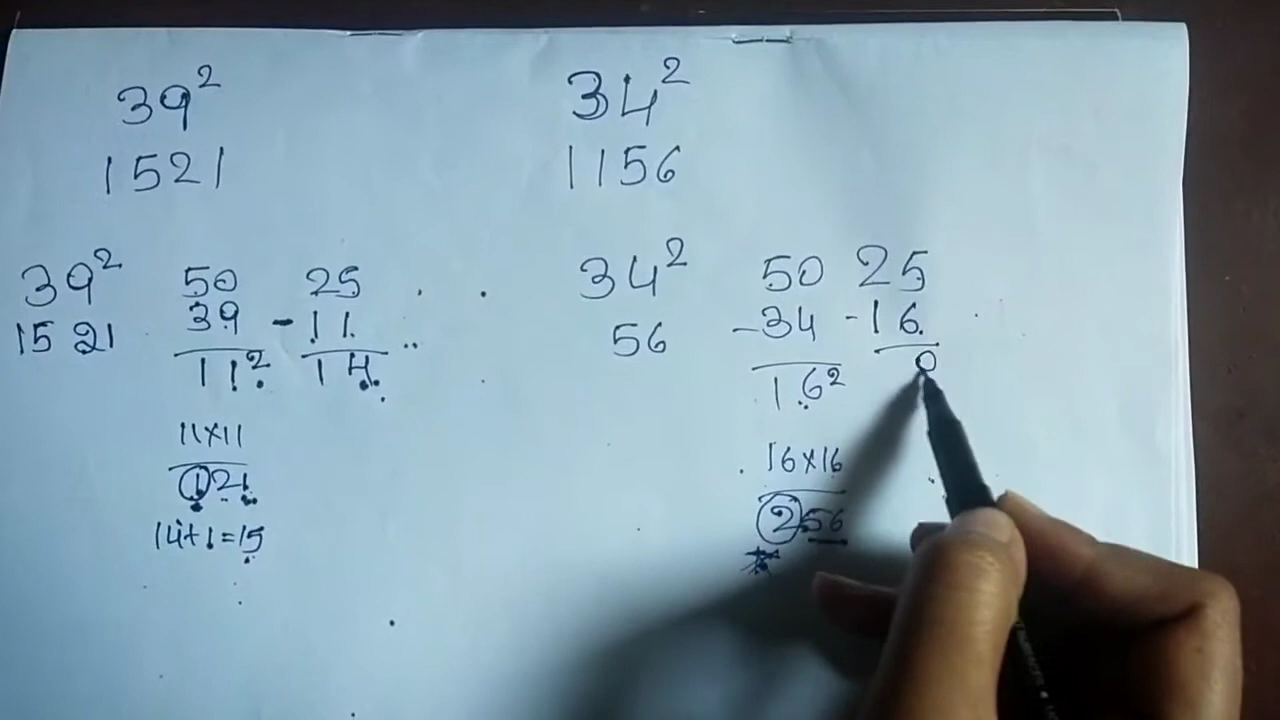 39²
1521
39² 50 25
1521 39 - 11
11² 14
11×11
121
14+1=15
34²
1156
34² 50 25
56 -34 -16
16² 0
16×16
256